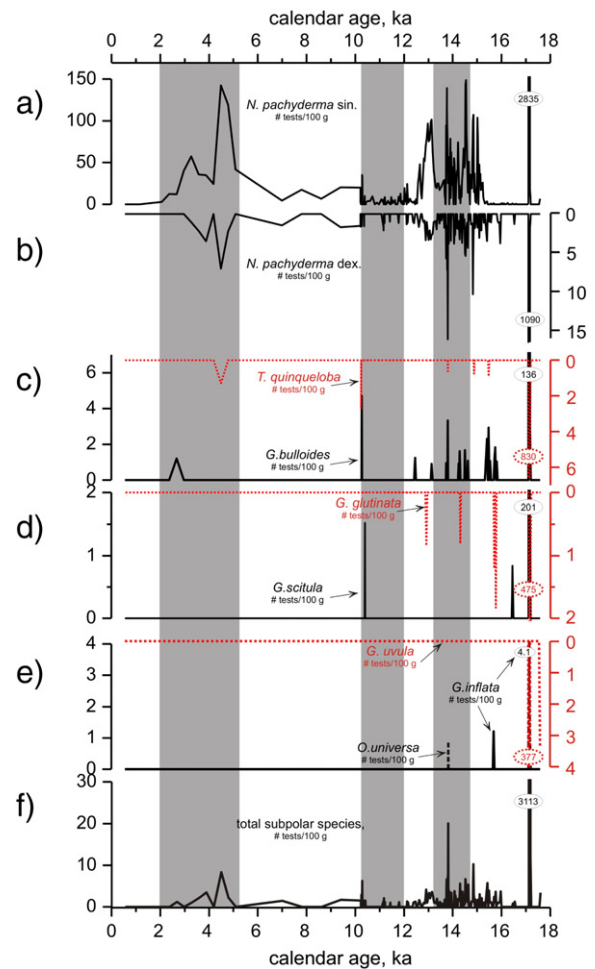 calendar age, ka
0 2 4 6 8 10 12 14 16 18
a)
150
100
50
0
N. pachyderma sin.
# tests/100 g
2835
b)
N. pachyderma dex.
# tests/100 g
0
5
10
15
1090
c)
6
4
2
0
T. quinqueloba
# tests/100 g
G.bulloides
# tests/100 g
136
830
0
2
4
6
d)
2
1
0
G. glutinata
# tests/100 g
G.scitula
# tests/100 g
201
475
0
1
2
e)
4
3
2
1
0
G. uvula
# tests/100 g
4.1
G.inflata
# tests/100 g
O.universa
# tests/100 g
377
0
1
2
3
4
f)
30
20
10
0
total subpolar species,
# tests/100 g
3113
0 2 4 6 8 10 12 14 16 18
calendar age, ka